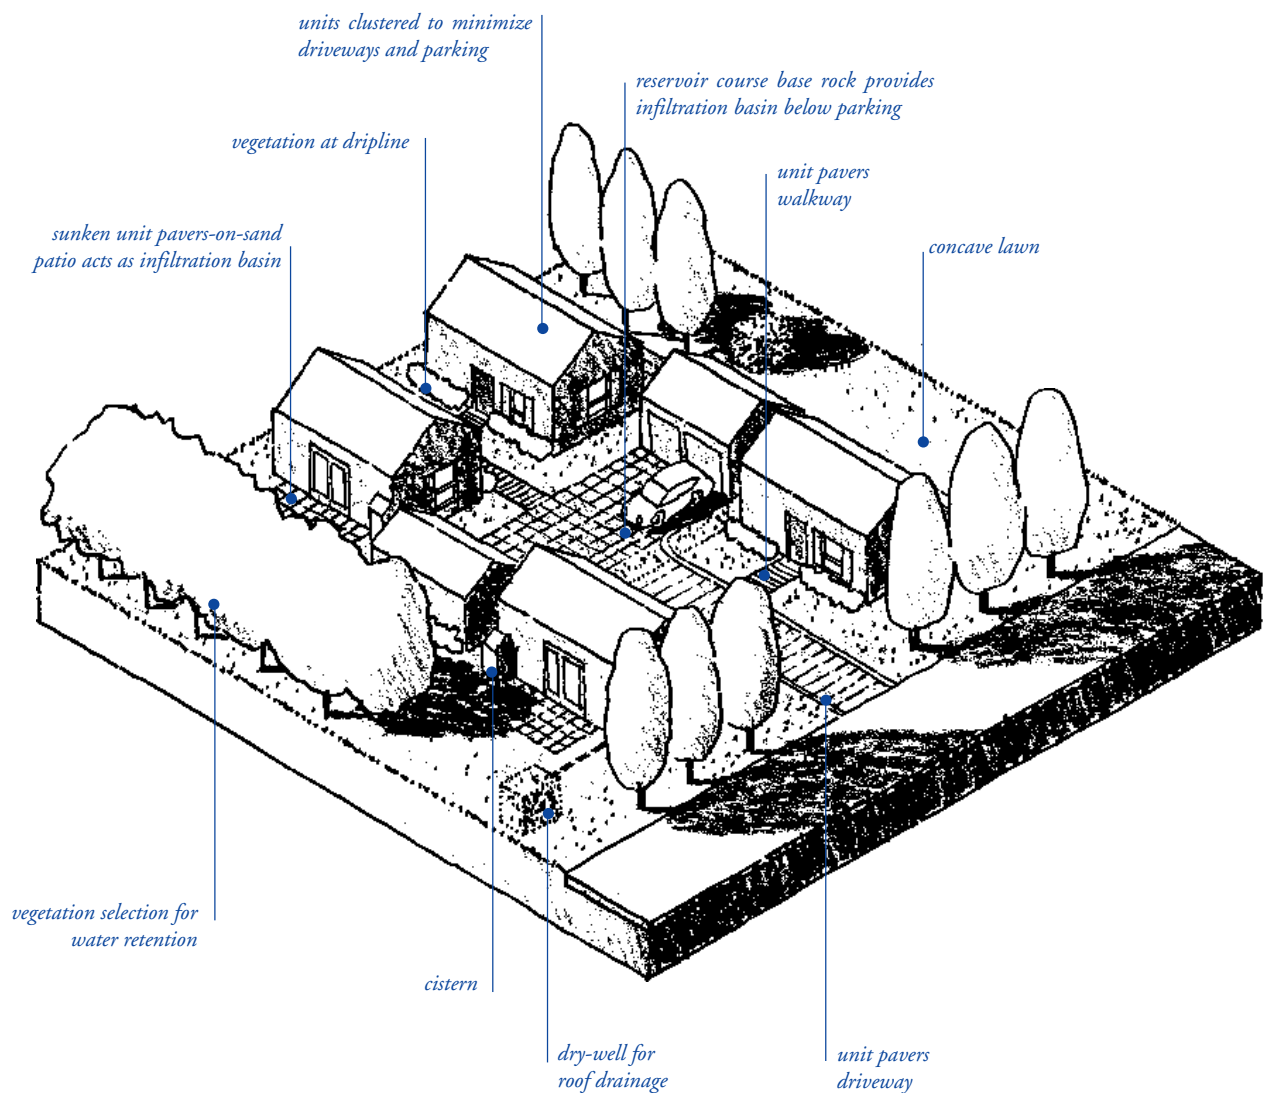 units clustered to minimize
driveways and parking
reservoir course base rock provides
infiltration basin below parking
vegetation at dripline
unit pavers
walkway
sunken unit pavers-on-sand
patio acts as infiltration basin
concave lawn
vegetation selection for
water retention
cistern
dry-well for
roof drainage
unit pavers
driveway